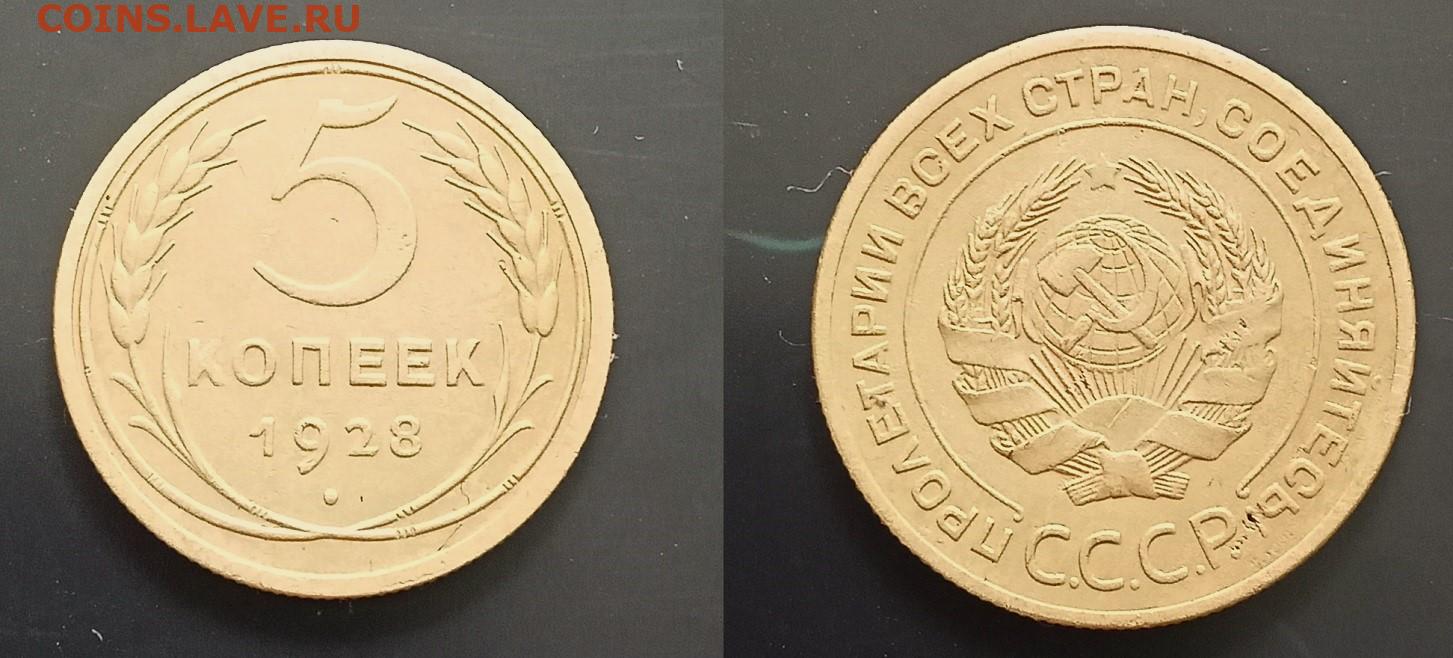 COINS.LAVE.RU
5
КОПЕЕК
1928
ПРОЛЕТАРИИ ВСЕХ СТРАН, СОЕДИНЯЙТЕСЬ!
С.С.С.Р.